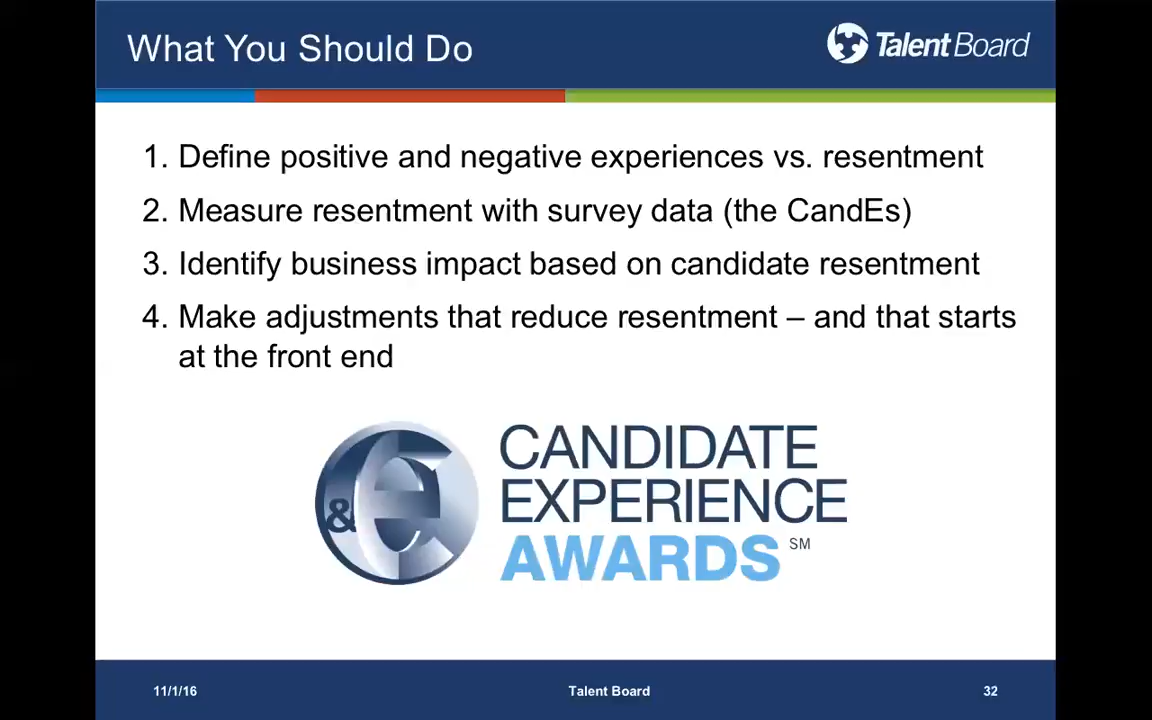 What You Should Do
Talent Board
1. Define positive and negative experiences vs. resentment
2. Measure resentment with survey data (the CandEs)
3. Identify business impact based on candidate resentment
4. Make adjustments that reduce resentment – and that starts
at the front end
&
CANDIDATE
EXPERIENCE
AWARDS SM
11/1/16
Talent Board
32